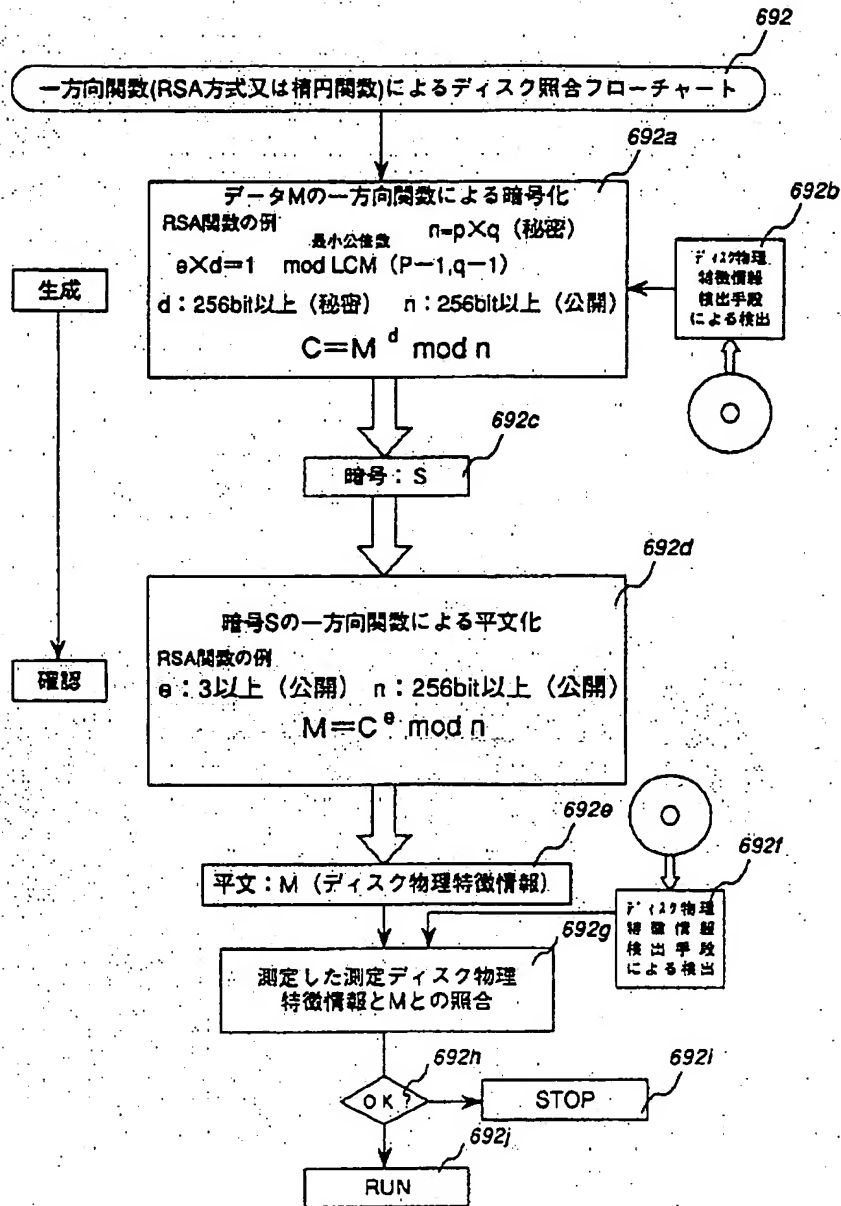 692
一方向関数(RSA方式又は楕円関数)によるディスク照合フローチャート
692a
データMの一方向関数による暗号化
RSA関数の例
n=p×q (秘密)
最小公倍数
e×d=1 mod LCM (P−1,q−1)
d：256bit以上（秘密） n：256bit以上（公開）
C=M^d mod n
692b
ディスク物理
特徴情報
検出手段
による検出
生成
692c
暗号：S
692d
暗号Sの一方向関数による平文化
RSA関数の例
e：3以上（公開） n：256bit以上（公開）
M=C^e mod n
確認
692e
平文：M（ディスク物理特徴情報）
692f
ディスク物理
特徴情報
検出手段
による検出
692g
測定した測定ディスク物理
特徴情報とMとの照合
692h
OK?
692i
STOP
692j
RUN